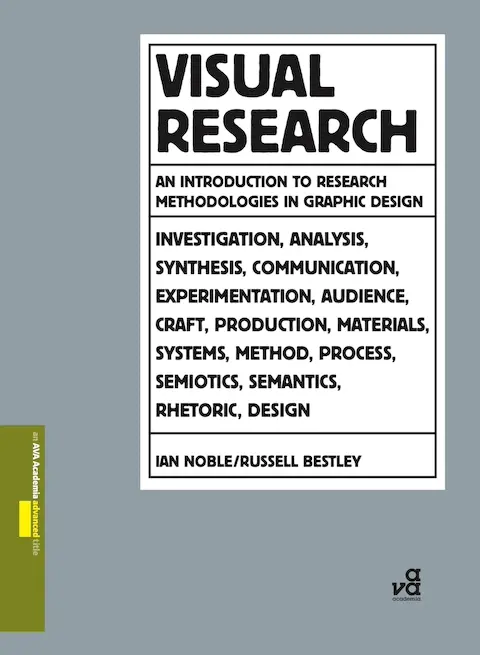 VISUAL
RESEARCH
AN INTRODUCTION TO RESEARCH
METHODOLOGIES IN GRAPHIC DESIGN
INVESTIGATION, ANALYSIS,
SYNTHESIS, COMMUNICATION,
EXPERIMENTATION, AUDIENCE,
CRAFT, PRODUCTION, MATERIALS,
SYSTEMS, METHOD, PROCESS,
SEMIOTICS, SEMANTICS,
RHETORIC, DESIGN
IAN NOBLE/RUSSELL BESTLEY
an AVA Academia advanced title
ava
academia